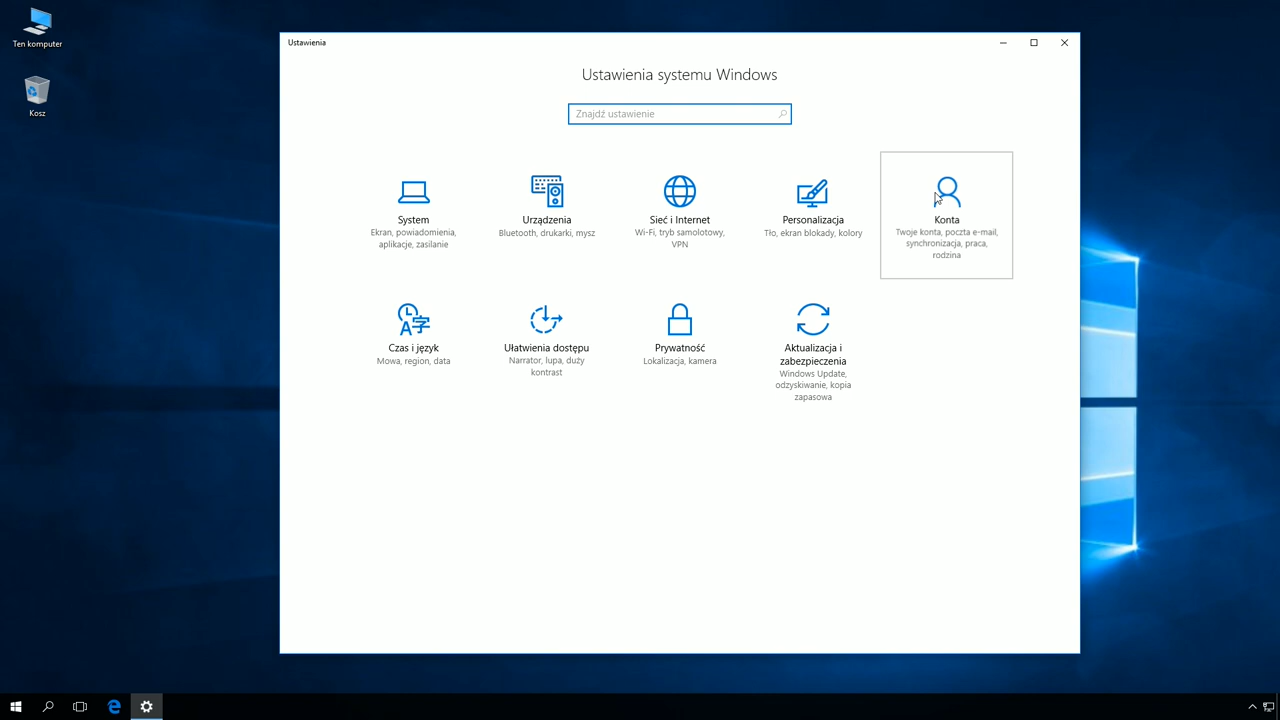 Ten komputer
Kosz
Ustawienia
Ustawienia systemu Windows
Znajdź ustawienie
System
Ekran, powiadomienia,
aplikacje, zasilanie
Urządzenia
Bluetooth, drukarki, mysz
Sieć i Internet
Wi-Fi, tryb samolotowy,
VPN
Personalizacja
Tło, ekran blokady, kolory
Konta
Twoje konta, poczta e-mail,
synchronizacja, praca,
rodzina
Czas i język
Mowa, region, data
Ułatwienia dostępu
Narrator, lupa, duży
kontrast
Prywatność
Lokalizacja, kamera
Aktualizacja i
zabezpieczenia
Windows Update,
odzyskiwanie, kopia
zapasowa